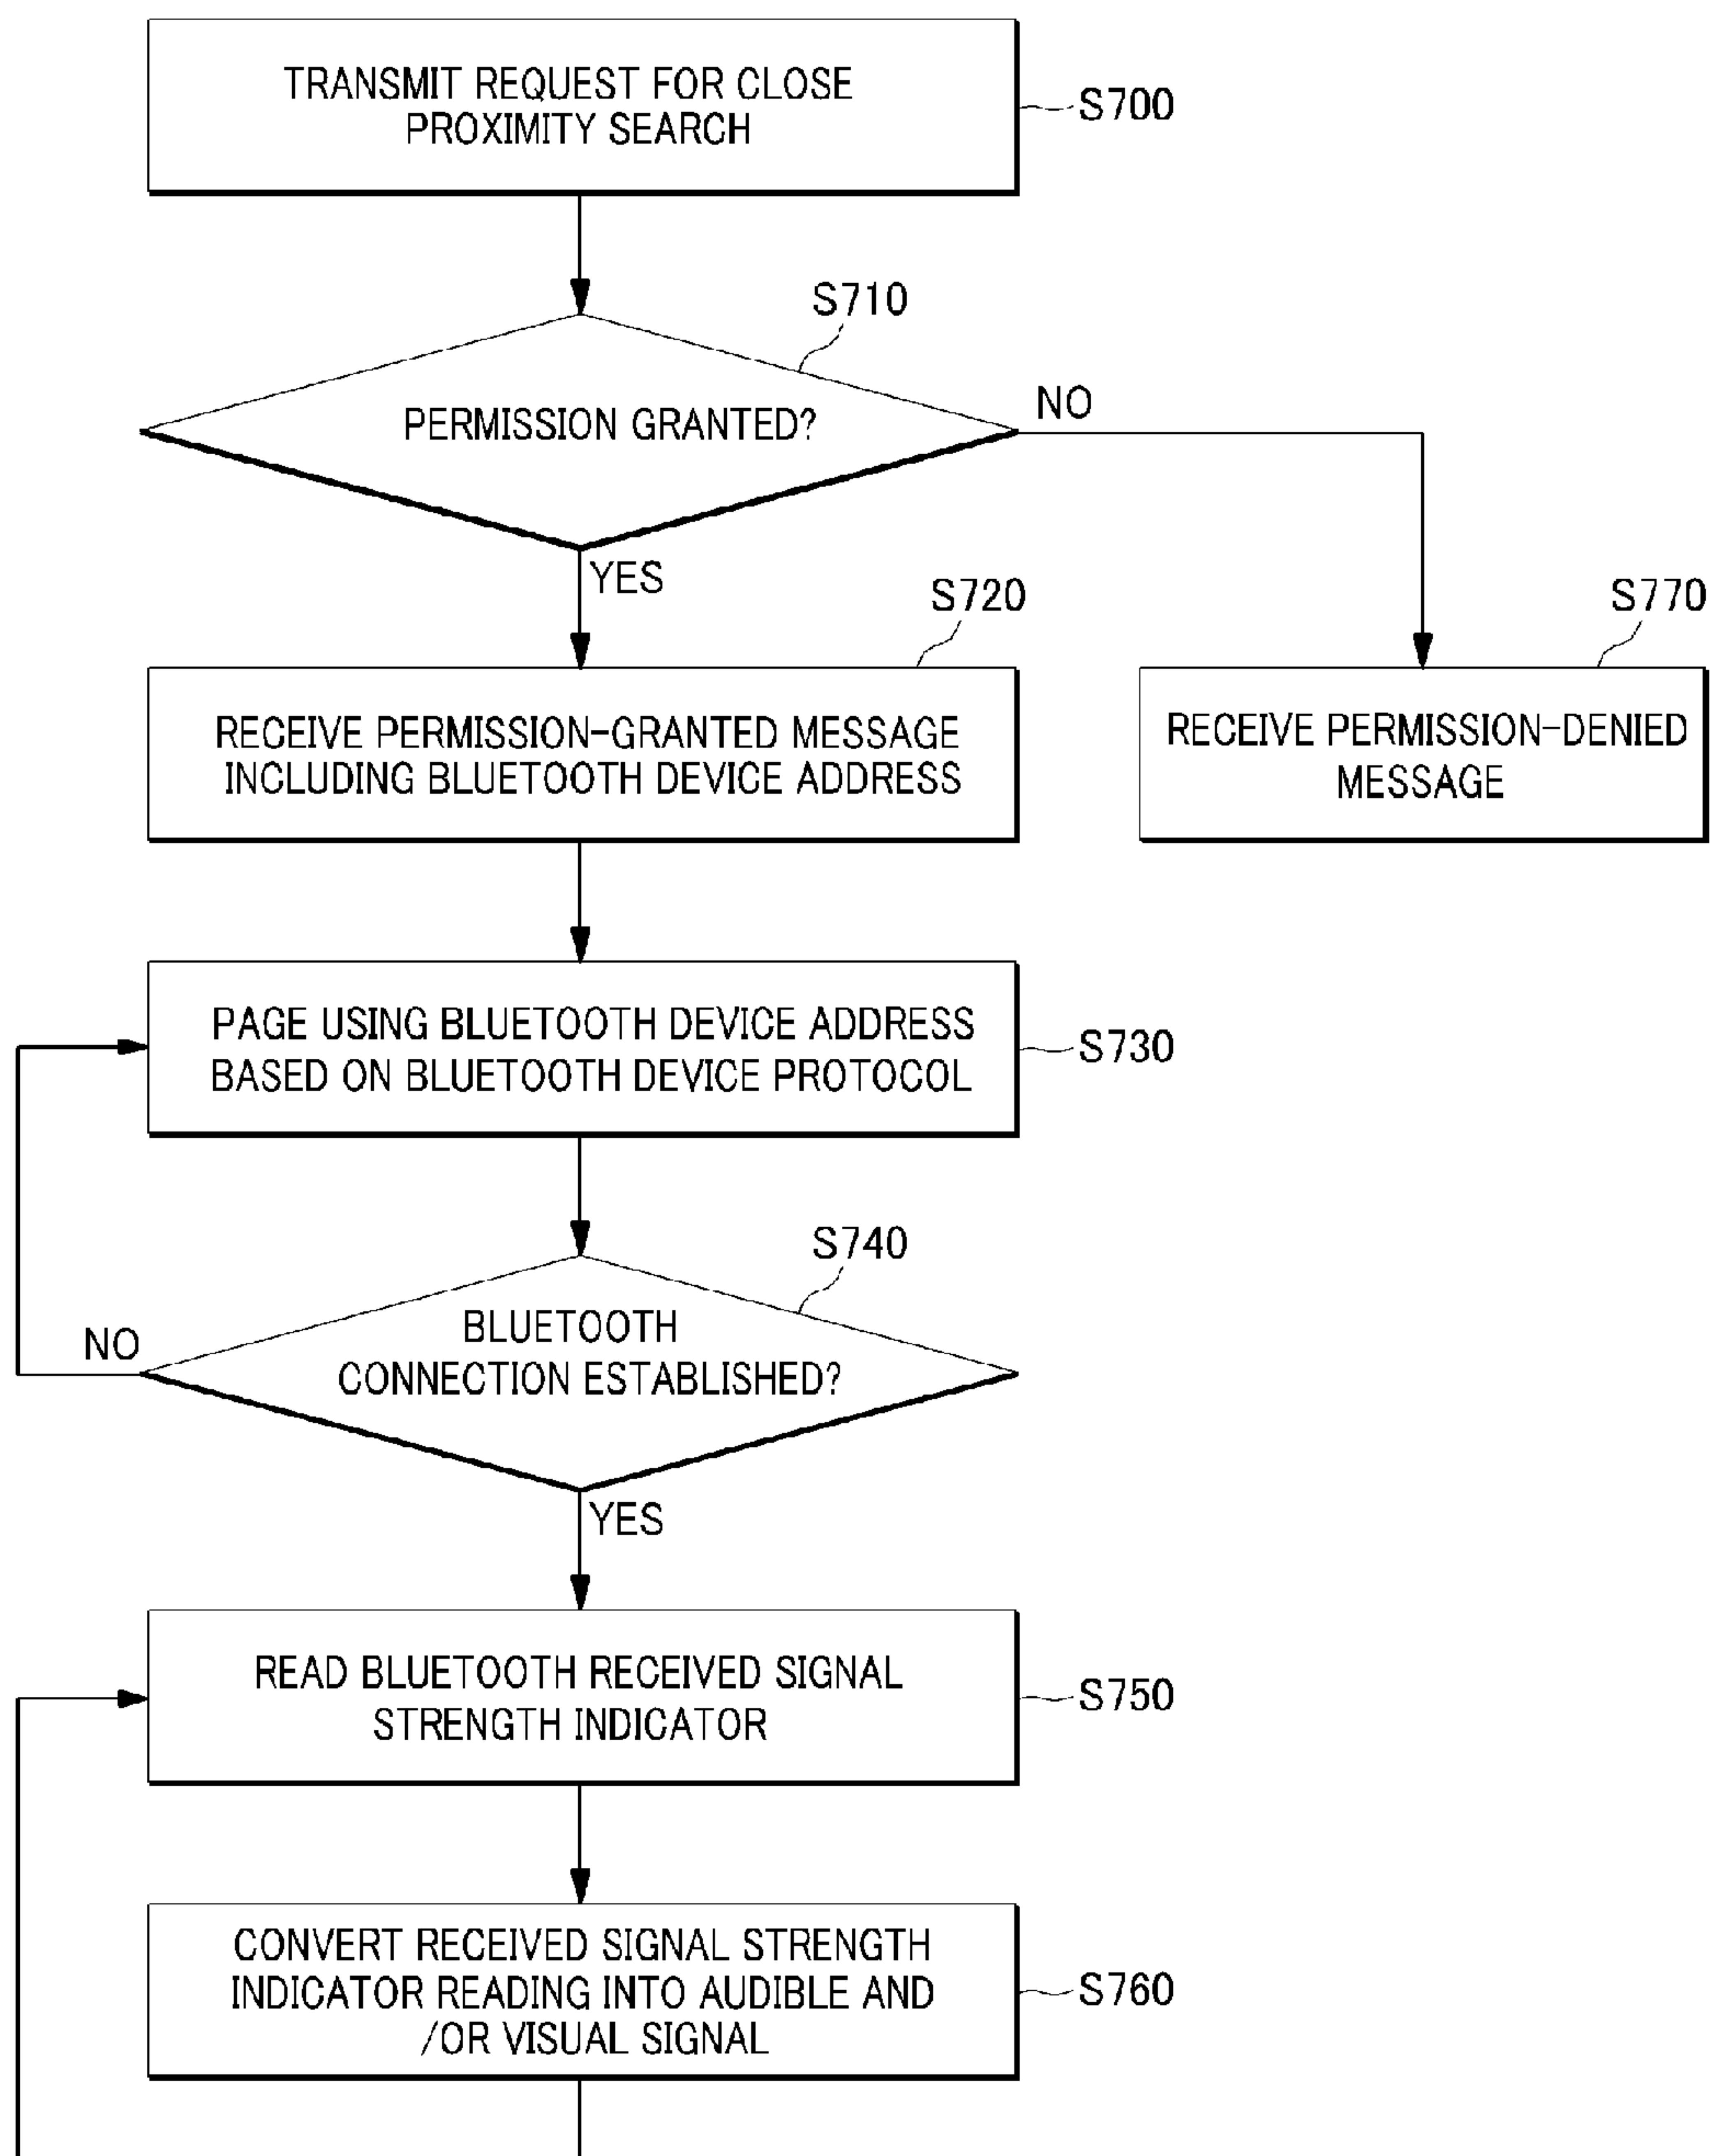 TRANSMIT REQUEST FOR CLOSE
PROXIMITY SEARCH
S700
S710
PERMISSION GRANTED?
NO
YES
S720
S770
RECEIVE PERMISSION-GRANTED MESSAGE
INCLUDING BLUETOOTH DEVICE ADDRESS
RECEIVE PERMISSION-DENIED
MESSAGE
PAGE USING BLUETOOTH DEVICE ADDRESS
BASED ON BLUETOOTH DEVICE PROTOCOL
S730
S740
BLUETOOTH
CONNECTION ESTABLISHED?
NO
YES
READ BLUETOOTH RECEIVED SIGNAL
STRENGTH INDICATOR
S750
CONVERT RECEIVED SIGNAL STRENGTH
INDICATOR READING INTO AUDIBLE AND
/OR VISUAL SIGNAL
S760